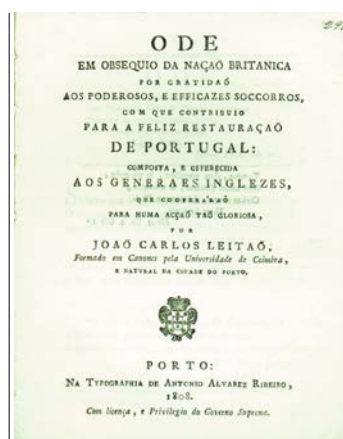 ODE
EM OBSEQUIO DA NAÇAÕ BRITANICA
POR GRATIDAÕ
AOS PODEROSOS, E EFFICAZES SOCCORROS,
COM QUE CONTRIBUIO
PARA A FELIZ RESTAURAÇAÕ
DE PORTUGAL:
COMPOSTA, E OFFERECIDA
AOS GENERAES INGLEZES,
QUE COOPERARAÕ
PARA HUMA ACÇAÕ TAÕ GLORIOSA,
POR
JOAÕ CARLOS LEITAÕ,
Formado em Canones pela Universidade de Coimbra,
E NATURAL DA CIDADE DO PORTO.
PORTO:
NA TYPOGRAPHIA DE ANTONIO ALVAREZ RIBEIRO,
1808.
Com licença, e Privilegio do Governo Supremo.